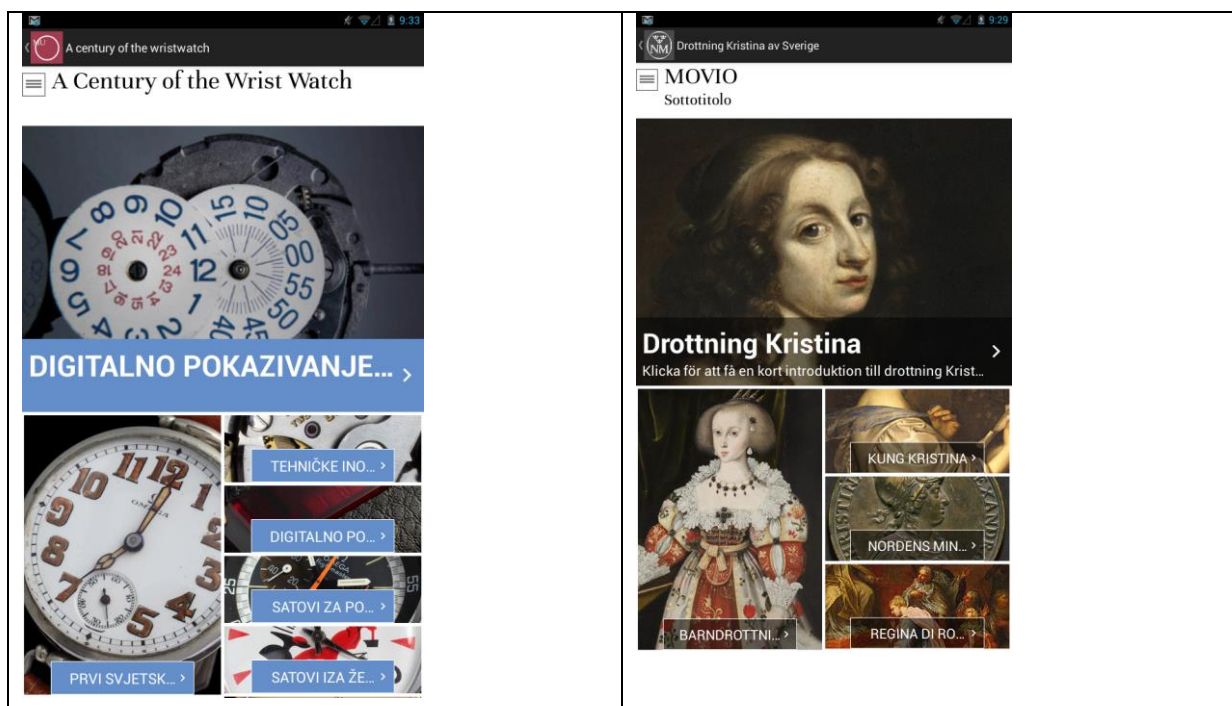 9:33
A century of the wristwatch
A Century of the Wrist Watch
DIGITALNO POKAZIVANJE...
TEHNIČKE INO...
DIGITALNO PO...
SATOVI ZA PO...
PRVI SVJETSK...
SATOVI IZA ŽE...
9:29
NM
Drottning Kristina av Sverige
MOVIO
Sottotitolo
Drottning Kristina
Klicka för att få en kort introduktion till drottning Krist...
KUNG KRISTINA
NORDENS MIN...
BARNDROTTNI...
REGINA DI RO...